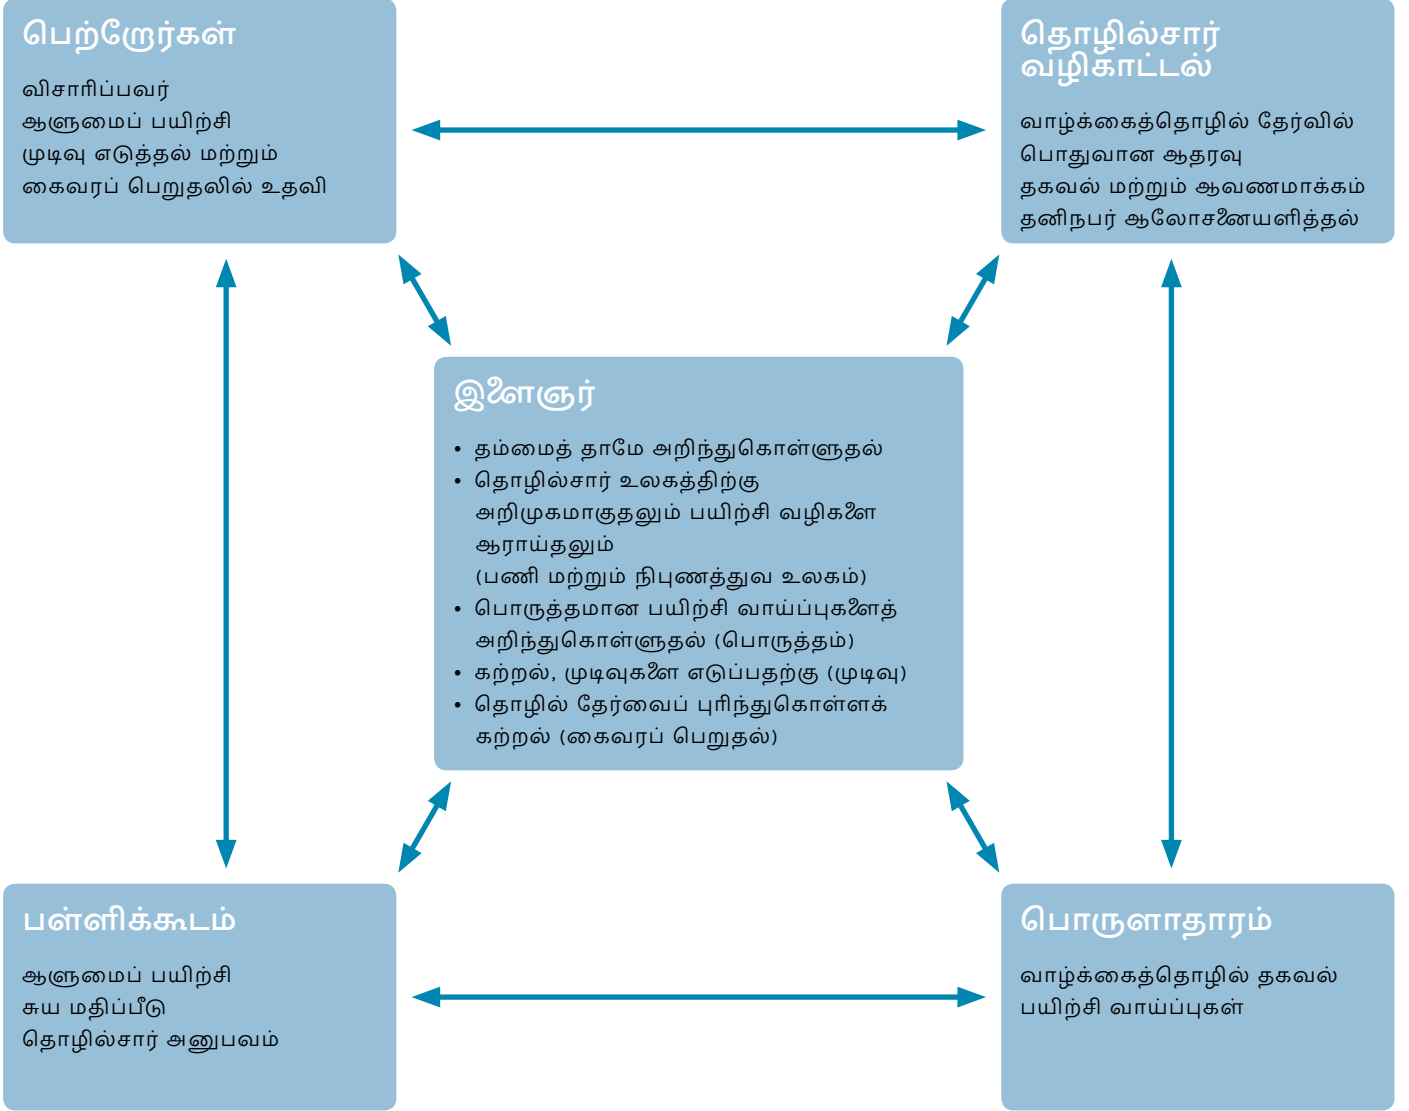 பெற்றோர்கள்
விசாரிப்பவர்
ஆளுமைப் பயிற்சி
முடிவு எடுத்தல் மற்றும்
கைவரப் பெறுதலில் உதவி
தொழில்சார்
வழிகாட்டல்
வாழ்க்கைத்தொழில் தேர்வில்
பொதுவான ஆதரவு
தகவல் மற்றும் ஆவணமாக்கம்
தனிநபர் ஆலோசனையளித்தல்
இளைஞர்
• தம்மைத் தாமே அறிந்துகொள்ளுதல்
• தொழில்சார் உலகத்திற்கு
அறிமுகமாகுதலும் பயிற்சி வழிகளை
ஆராய்தலும்
(பணி மற்றும் நிபுணத்துவ உலகம்)
• பொருத்தமான பயிற்சி வாய்ப்புகளைத்
அறிந்துகொள்ளுதல் (பொருத்தம்)
• கற்றல், முடிவுகளை எடுப்பதற்கு (முடிவு)
• தொழில் தேர்வைப் புரிந்துகொள்ளக்
கற்றல் (கைவரப் பெறுதல்)
பள்ளிக்கூடம்
ஆளுமைப் பயிற்சி
சுய மதிப்பீடு
தொழில்சார் அனுபவம்
பொருளாதாரம்
வாழ்க்கைத்தொழில் தகவல்
பயிற்சி வாய்ப்புகள்